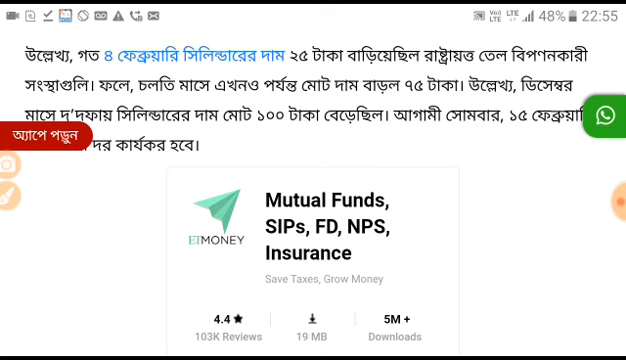 48% 22:55
উল্লেখ্য, গত ৪ ফেব্রুয়ারি সিলিন্ডারের দাম ২৫ টাকা বাড়িয়েছিল রাষ্ট্রায়ত্ত তেল বিপণনকারী
সংস্থাগুলি। ফলে, চলতি মাসে এখনও পর্যন্ত মোট দাম বাড়ল ৭৫ টাকা। উল্লেখ্য, ডিসেম্বর
মাসে দু’দফায় সিলিন্ডারের দাম মোট ১০০ টাকা বেড়েছিল। আগামী সোমবার, ১৫
অ্যাপে পড়ুন
দর কার্যকর হবে।
Mutual Funds,
SIPs, FD, NPS,
Insurance
ETMONEY
Save Taxes, Grow Money
4.4 ★ 5M +
103K Reviews 19 MB Downloads